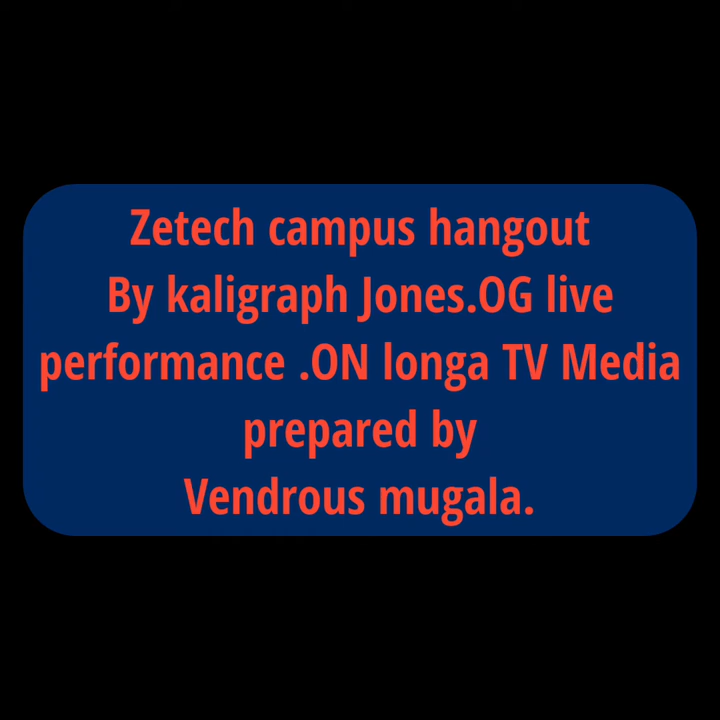 Zetech campus hangout
By kaligraph Jones.OG live
performance .ON longa TV Media
prepared by
Vendrous mugala.